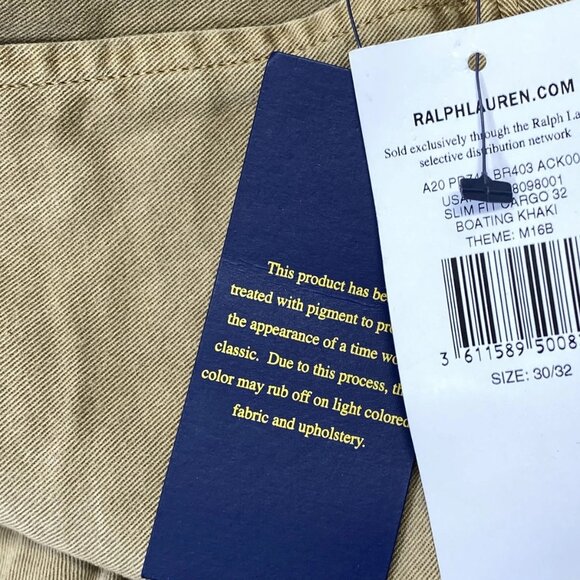 This product has be
treated with pigment to pr
the appearance of a time wo
classic. Due to this process, th
color may rub off on light colored
fabric and upholstery.
RALPHLAUREN.COM
Sold exclusively through the Ralph La
selective distribution network
A20 BR403 ACK00
8098001
SLIM FIT CARGO 32
BOATING KHAKI
THEME: M16B
3 611589 5008
SIZE: 30/32